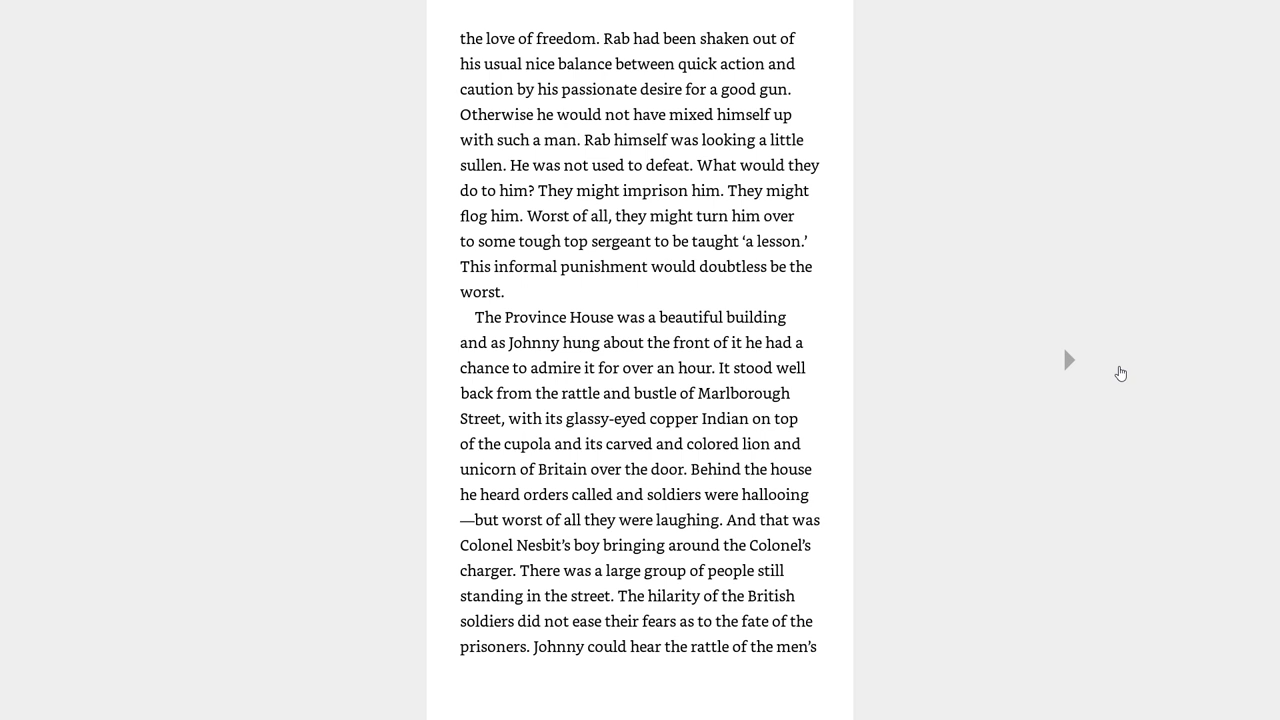 the love of freedom. Rab had been shaken out of
his usual nice balance between quick action and
caution by his passionate desire for a good gun.
Otherwise he would not have mixed himself up
with such a man. Rab himself was looking a little
sullen. He was not used to defeat. What would they
do to him? They might imprison him. They might
flog him. Worst of all, they might turn him over
to some tough top sergeant to be taught ‘a lesson.’
This informal punishment would doubtless be the
worst.
The Province House was a beautiful building
and as Johnny hung about the front of it he had a
chance to admire it for over an hour. It stood well
back from the rattle and bustle of Marlborough
Street, with its glassy-eyed copper Indian on top
of the cupola and its carved and colored lion and
unicorn of Britain over the door. Behind the house
he heard orders called and soldiers were hallooing
—but worst of all they were laughing. And that was
Colonel Nesbit’s boy bringing around the Colonel’s
charger. There was a large group of people still
standing in the street. The hilarity of the British
soldiers did not ease their fears as to the fate of the
prisoners. Johnny could hear the rattle of the men’s